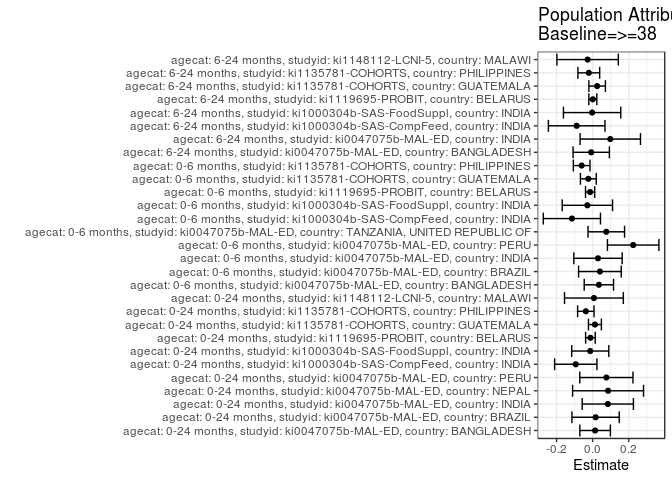 Population Attribu
Baseline=>=38
agecat: 6-24 months, studyid: ki1148112-LCNI-5, country: MALAWI
agecat: 6-24 months, studyid: ki1135781-COHORTS, country: PHILIPPINES
agecat: 6-24 months, studyid: ki1135781-COHORTS, country: GUATEMALA
agecat: 6-24 months, studyid: ki1119695-PROBIT, country: BELARUS
agecat: 6-24 months, studyid: ki1000304b-SAS-FoodSuppl, country: INDIA
agecat: 6-24 months, studyid: ki1000304b-SAS-CompFeed, country: INDIA
agecat: 6-24 months, studyid: ki0047075b-MAL-ED, country: INDIA
agecat: 6-24 months, studyid: ki0047075b-MAL-ED, country: BANGLADESH
agecat: 0-6 months, studyid: ki1135781-COHORTS, country: PHILIPPINES
agecat: 0-6 months, studyid: ki1135781-COHORTS, country: GUATEMALA
agecat: 0-6 months, studyid: ki1119695-PROBIT, country: BELARUS
agecat: 0-6 months, studyid: ki1000304b-SAS-FoodSuppl, country: INDIA
agecat: 0-6 months, studyid: ki1000304b-SAS-CompFeed, country: INDIA
agecat: 0-6 months, studyid: ki0047075b-MAL-ED, country: TANZANIA, UNITED REPUBLIC OF
agecat: 0-6 months, studyid: ki0047075b-MAL-ED, country: PERU
agecat: 0-6 months, studyid: ki0047075b-MAL-ED, country: INDIA
agecat: 0-6 months, studyid: ki0047075b-MAL-ED, country: BRAZIL
agecat: 0-6 months, studyid: ki0047075b-MAL-ED, country: BANGLADESH
agecat: 0-24 months, studyid: ki1148112-LCNI-5, country: MALAWI
agecat: 0-24 months, studyid: ki1135781-COHORTS, country: PHILIPPINES
agecat: 0-24 months, studyid: ki1135781-COHORTS, country: GUATEMALA
agecat: 0-24 months, studyid: ki1119695-PROBIT, country: BELARUS
agecat: 0-24 months, studyid: ki1000304b-SAS-FoodSuppl, country: INDIA
agecat: 0-24 months, studyid: ki1000304b-SAS-CompFeed, country: INDIA
agecat: 0-24 months, studyid: ki0047075b-MAL-ED, country: PERU
agecat: 0-24 months, studyid: ki0047075b-MAL-ED, country: NEPAL
agecat: 0-24 months, studyid: ki0047075b-MAL-ED, country: INDIA
agecat: 0-24 months, studyid: ki0047075b-MAL-ED, country: BRAZIL
agecat: 0-24 months, studyid: ki0047075b-MAL-ED, country: BANGLADESH
-0.2 0.0 0.2
Estimate